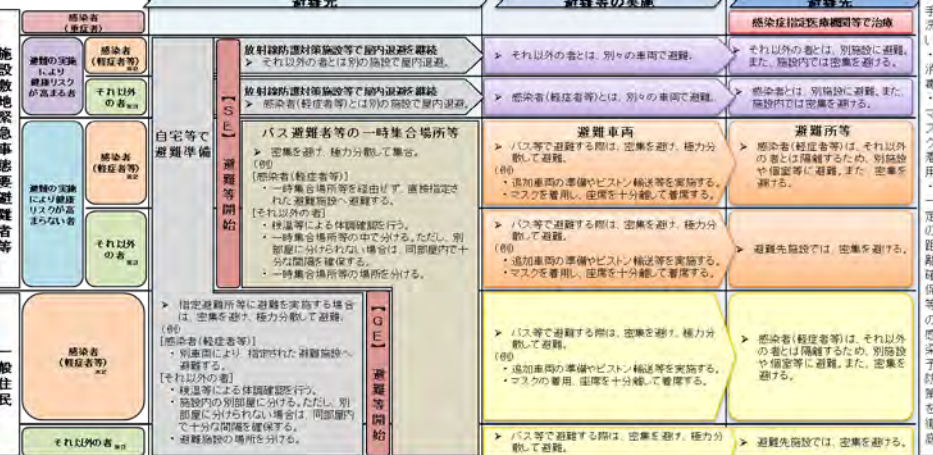 避難元
避難等の実施
避難先
感染者
(重症者)
感染症指定医療機関等で治療
施設敷地緊急事態要避難者等
避難の実施
により
健康リスク
が高まる者
感染者
(軽症者等)
※2
それ以外
の者※3
自宅等で
避難準備
【SE】避難等開始
放射線防護対策施設等で屋内退避を継続
➢ それ以外の者とは別の施設で屋内退避。
➢ それ以外の者とは、別々の車両で避難。
➢ それ以外の者とは、別施設に避難。
また、施設内では密集を避ける。
放射線防護対策施設等で屋内退避を継続
➢ 感染者(軽症者等)とは別の施設で屋内退避。
➢ 感染者(軽症者等)とは、別々の車両で避難。
➢ 感染者とは、別施設に避難。また、
施設内では密集を避ける。
避難の実施
により健康
リスクが高
まらない者
感染者
(軽症者等)
※2
それ以外
の者
※3
バス避難者等の一時集合場所等
➢ 密集を避け、極力分散して集合。
(例)
[感染者(軽症者等)]
・一時集合場所等を経由せず、直接指定さ
れた避難施設へ避難する。
[それ以外の者]
・検温等による体調確認を行う。
・一時集合場所等の中で分ける。ただし、別
部屋に分けられない場合は、同部屋内で十
分な間隔を確保する。
・一時集合場所等の場所を分ける。
避難車両
➢ バス等で避難する際は、密集を避け、極力分
散して避難。
(例)
・追加車両の準備やピストン輸送等を実施する。
・マスクを着用し、座席を十分離して着席する。
避難所等
➢ 感染者(軽症者等)は、それ以外
の者とは隔離するため、別施設
や個室等に避難。また、密集を
避ける。
➢ バス等で避難する際は、密集を避け、極力分
散して避難。
(例)
・追加車両の準備やピストン輸送等を実施する。
・マスクを着用し、座席を十分離して着席する。
➢ 避難先施設では、密集を避ける。
一般住民
感染者
(軽症者等)
※2
それ以外の者 ※3
➢ 指定避難所等に避難を実施する場合
は、密集を避け、極力分散して避難。
(例)
[感染者(軽症者等)]
・別車両により、指定された避難施設へ
避難する。
[それ以外の者]
・検温等による体調確認を行う。
・施設内の別部屋に分ける。ただし、別
部屋に分けられない場合は、同部屋内
で十分な間隔を確保する。
・避難施設の場所を分ける。
【GE】避難等開始
➢ バス等で避難する際は、密集を避け、極力分
散して避難。
(例)
・追加車両の準備やピストン輸送等を実施する。
・マスクの着用、座席を十分離して着席する。
➢ 感染者(軽症者等)は、それ以外
の者とは隔離するため、別施設
や個室等に避難。また、密集を
避ける。
➢ バス等で避難する際は、密集を避け、極力分
散して避難。
➢ 避難先施設では、密集を避ける。
手洗い・消毒・マスク着用・一定の距離確保等の感染予防策を